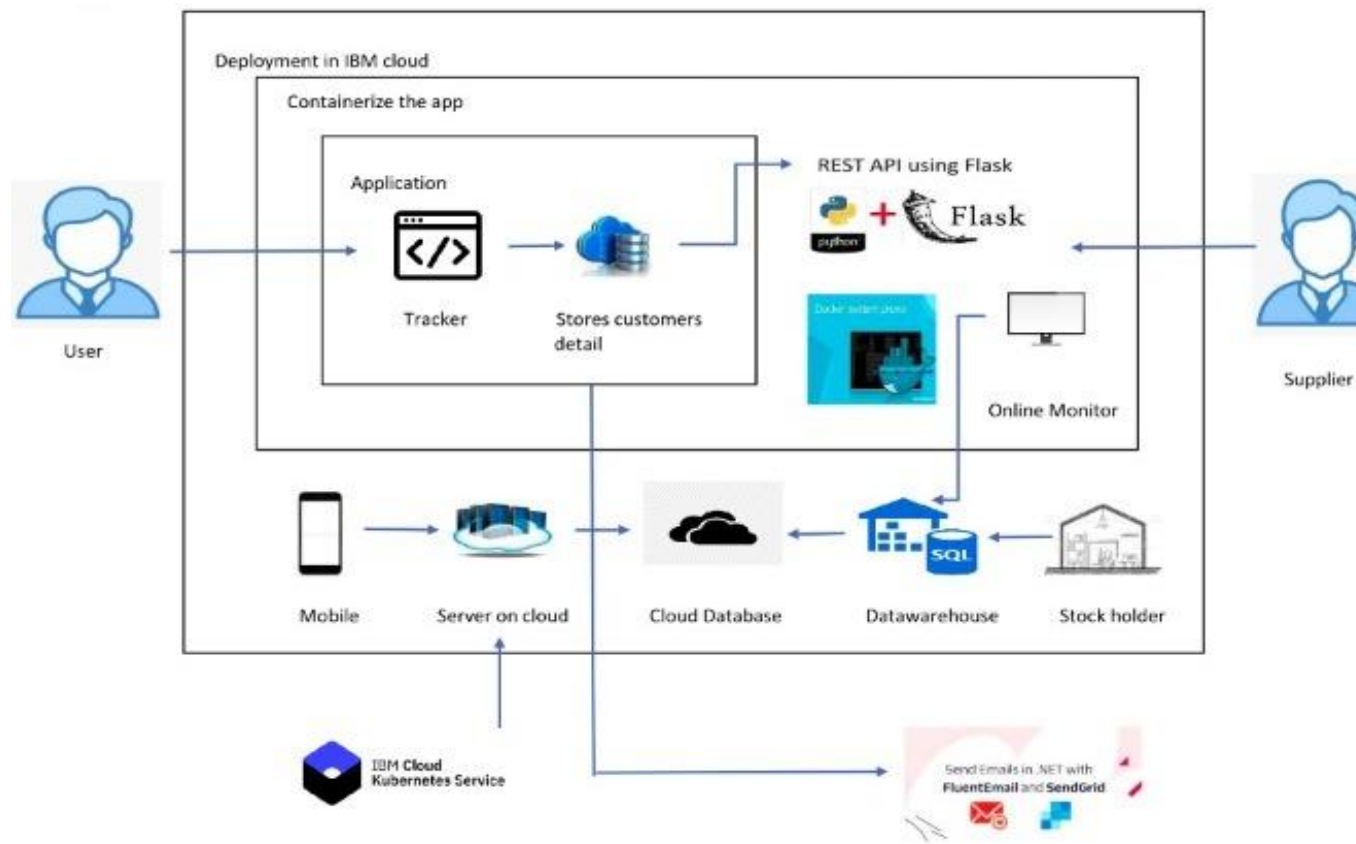 Deployment in IBM cloud
Containerize the app
Application
REST API using Flask
python
+
Flask
Tracker
Stores customers
detail
User
Online Monitor
Supplier
SQL
Mobile
Server on cloud
Cloud Database
Datawarehouse
Stock holder
IBM Cloud
Kubernetes Service
Send Emails in .NET with
FluentEmail and SendGrid